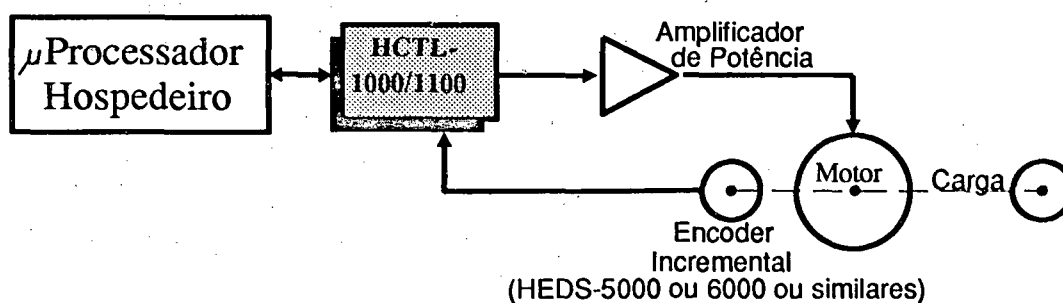 μProcessador
Hospedeiro
HCTL-
1000/1100
Amplificador
de Potência
Motor
Carga
Encoder
Incremental
(HEDS-5000 ou 6000 ou similares)